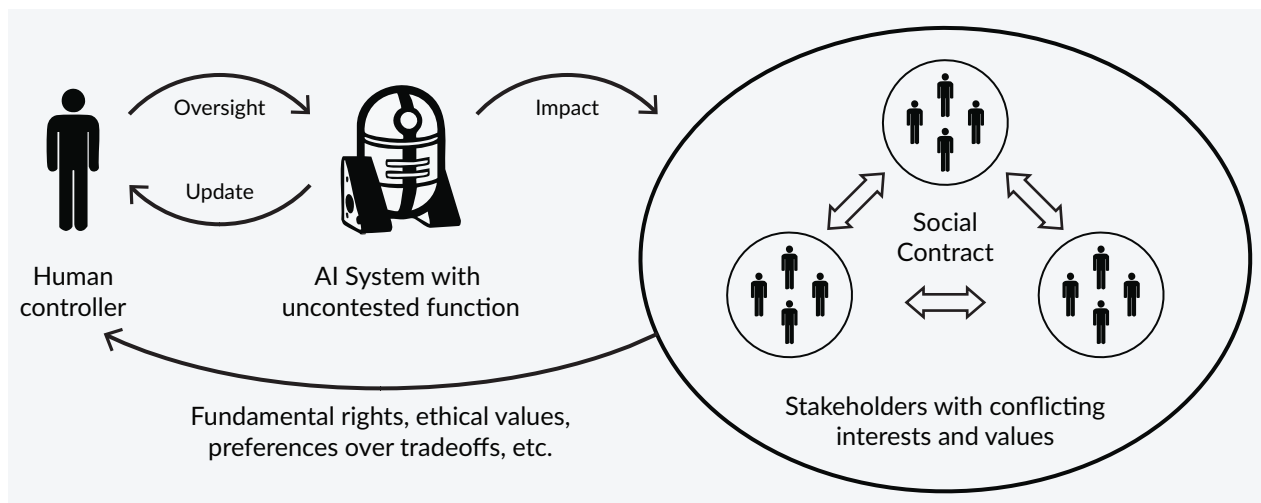 Oversight
Impact
Update
Human
controller
AI System with
uncontested function
Social
Contract
Fundamental rights, ethical values,
preferences over tradeoffs, etc.
Stakeholders with conflicting
interests and values